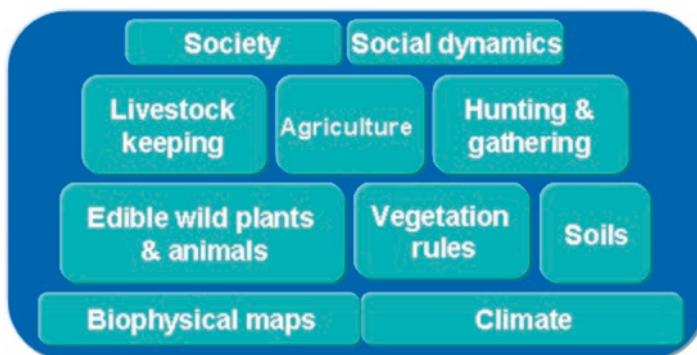 Society
Social dynamics
Livestock
keeping
Agriculture
Hunting &
gathering
Edible wild plants
& animals
Vegetation
rules
Soils
Biophysical maps
Climate